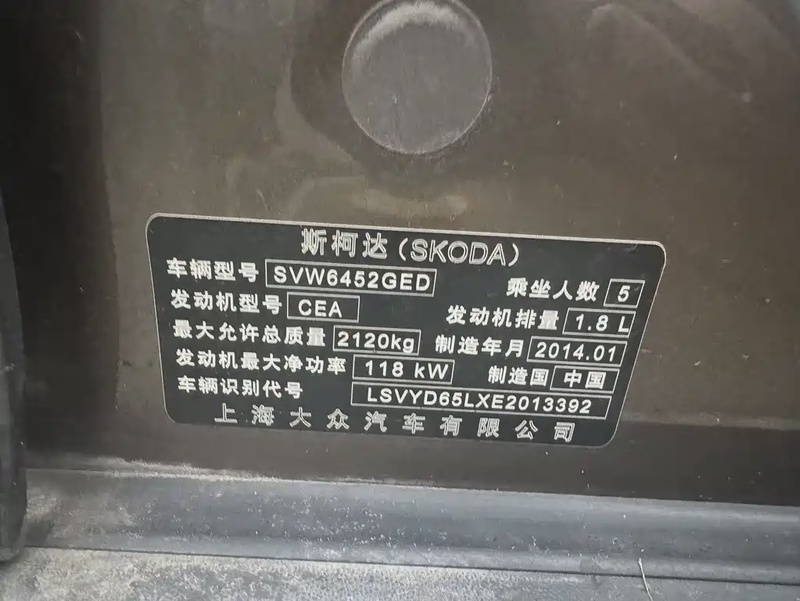 斯柯达(SKODA)
车辆型号 SVW6452GED 乘坐人数 5
发动机型号 CEA 发动机排量 1.8 L
最大允许总质量 2120kg 制造年月 2014.01
发动机最大净功率 118 kW 制造国 中国
车辆识别代号 LSVYD65LXE2013392
上海大众汽车有限公司